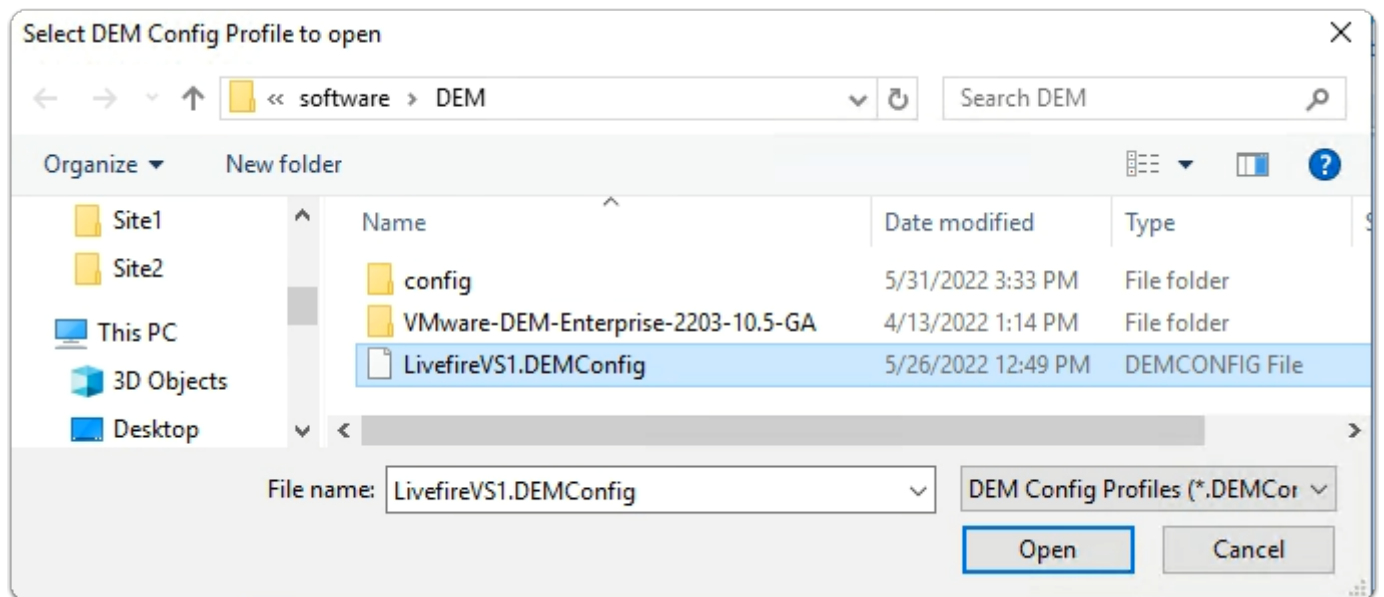 Select DEM Config Profile to open
« software > DEM
Search DEM
Organize
New folder
?
Site1
Site2
This PC
3D Objects
Desktop
Name Date modified Type
config 5/31/2022 3:33 PM File folder
VMware-DEM-Enterprise-2203-10.5-GA 4/13/2022 1:14 PM File folder
LivefireVS1.DEMConfig 5/26/2022 12:49 PM DEMCONFIG File
File name: LivefireVS1.DEMConfig
DEM Config Profiles (*.DEMCor
Open Cancel